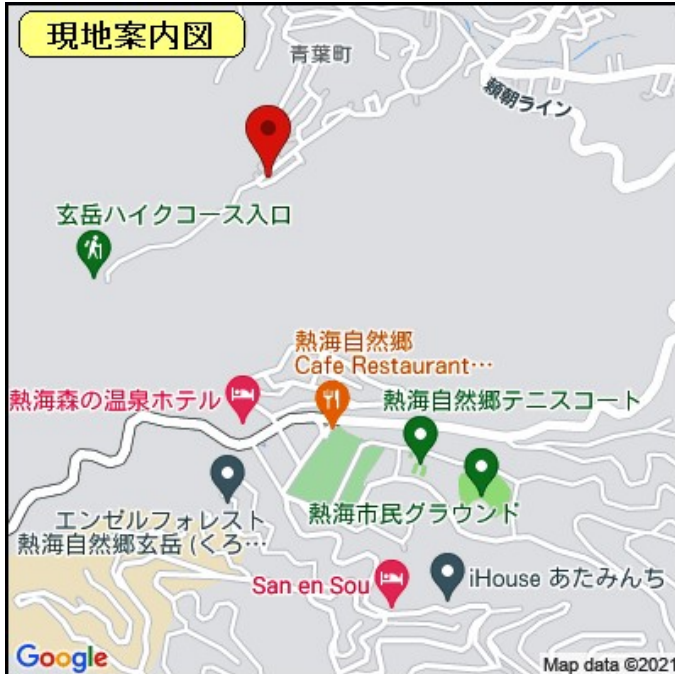 現地案内図
青葉町
頼朝ライン
玄岳ハイクコース入口
熱海自然郷
Cafe Restaurant…
熱海森の温泉ホテル
熱海自然郷テニスコート
エンゼルフォレスト
熱海自然郷玄岳 (くろ…
熱海市民グラウンド
San en Sou
iHouse あたみんち
Google
Map data ©2021